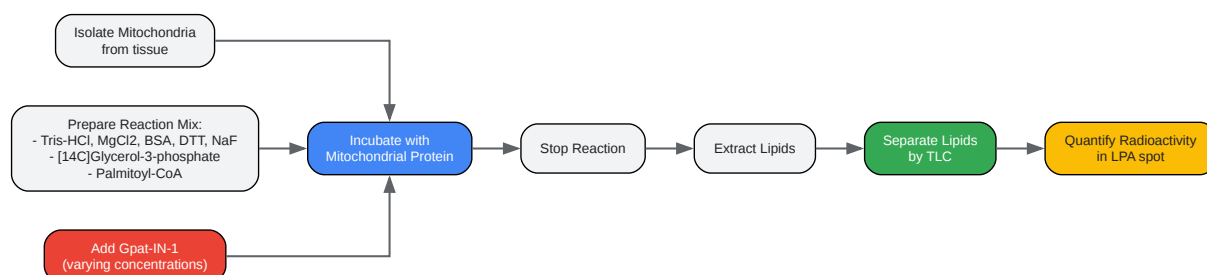 Isolate Mitochondria
from tissue
Prepare Reaction Mix:
- Tris-HCl, MgCl2, BSA, DTT, NaF
- [14C]Glycerol-3-phosphate
- Palmitoyl-CoA
Add Gpat-IN-1
(varying concentrations)
Incubate with
Mitochondrial Protein
Stop Reaction
Extract Lipids
Separate Lipids
by TLC
Quantify Radioactivity
in LPA spot